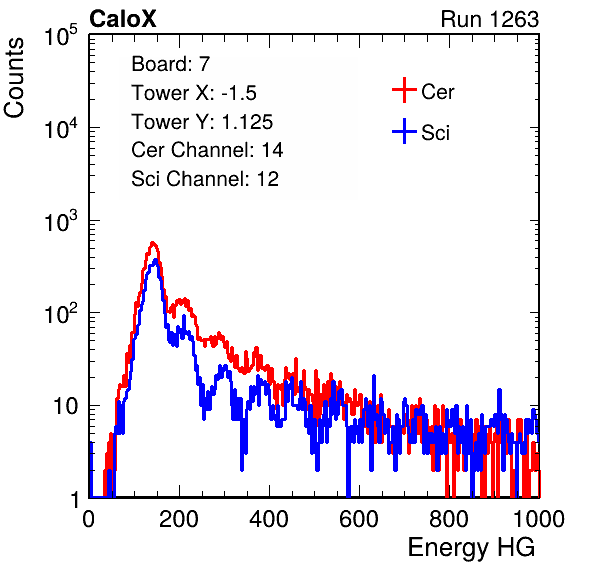 CaloX Run 1263
Counts
Board: 7
Tower X: -1.5
Tower Y: 1.125
Cer Channel: 14
Sci Channel: 12
Cer
Sci
10^5
10^4
10^3
10^2
10
1
0 200 400 600 800 1000
Energy HG